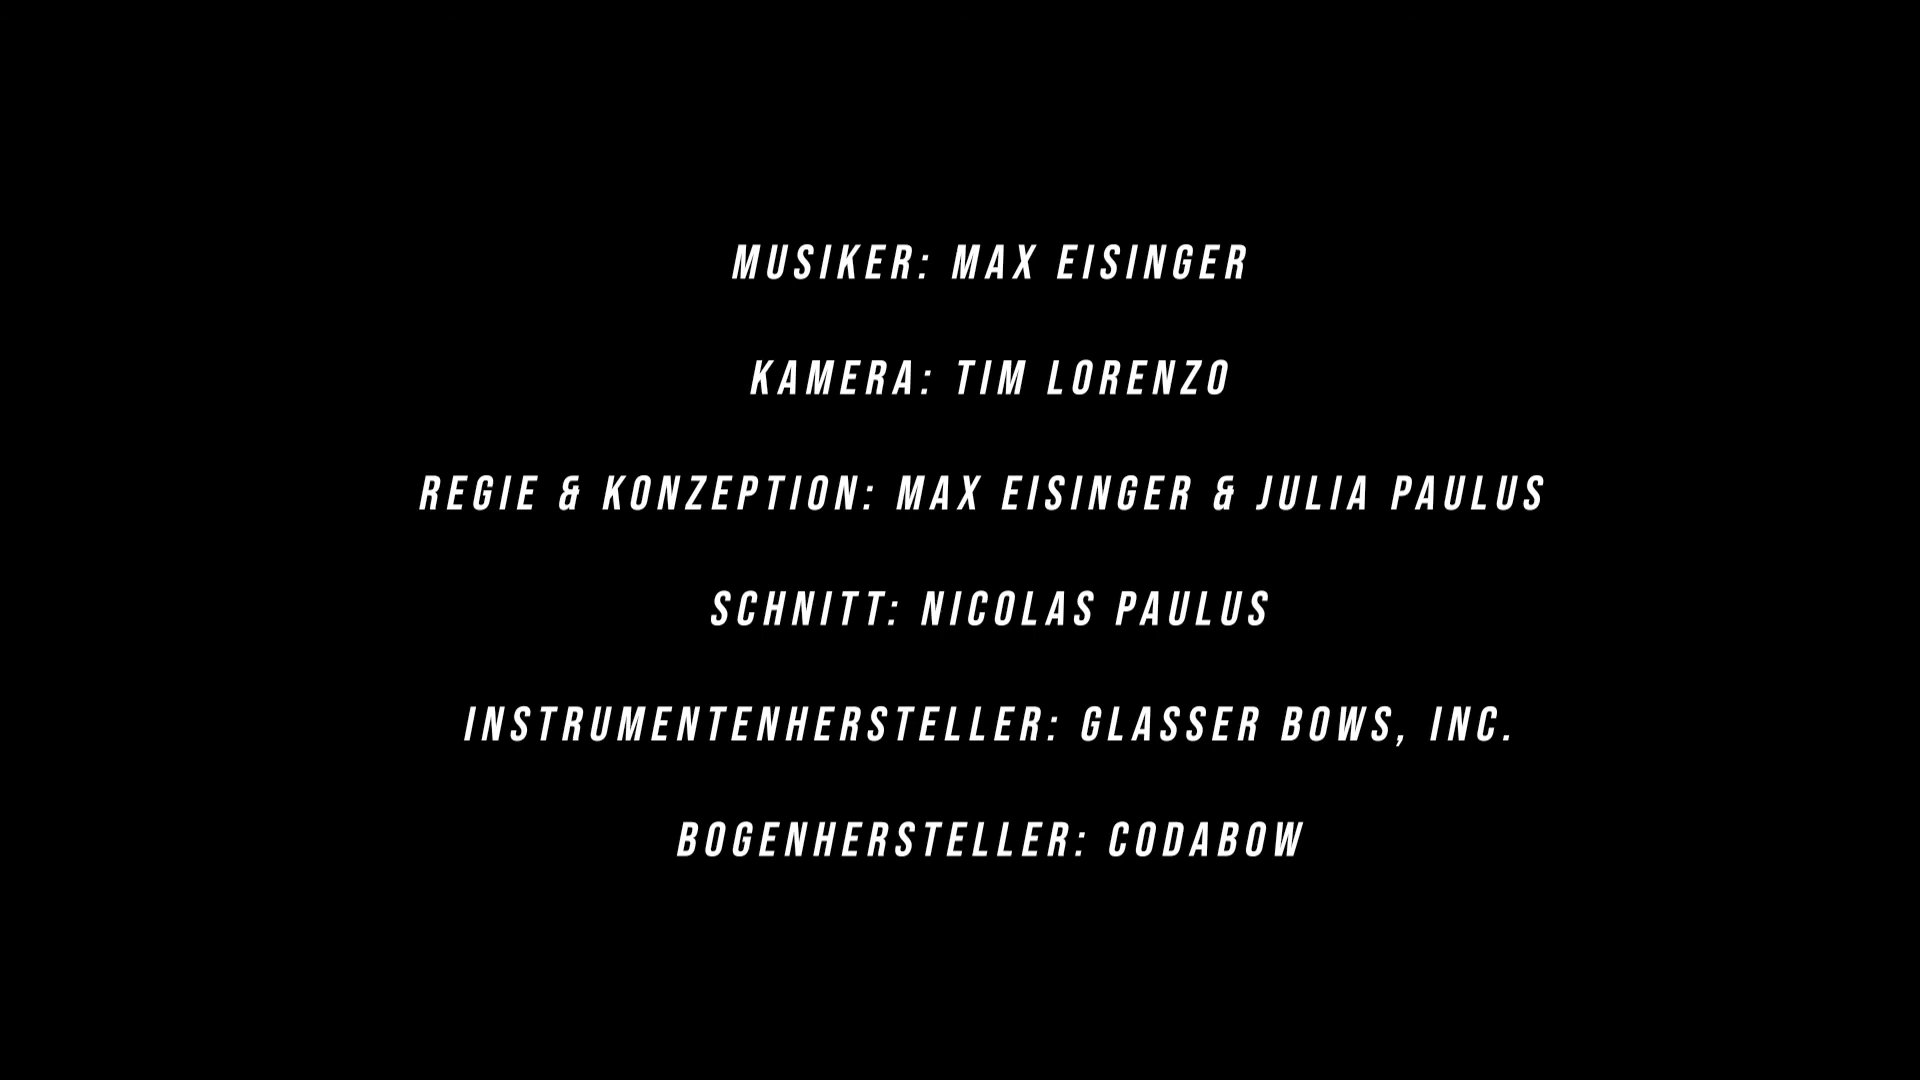 MUSIKER: MAX EISINGER
KAMERA: TIM LORENZO
REGIE & KONZEPTION: MAX EISINGER & JULIA PAULUS
SCHNITT: NICOLAS PAULUS
INSTRUMENTENHERSTELLER: GLASSER BOWS, INC.
BOGENHERSTELLER: CODABOW